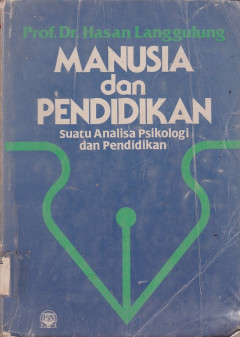 Prof. Dr. Hasan Langgulung
MANUSIA
dan
PENDIDIKAN
Suatu Analisa Psikologi
dan Pendidikan